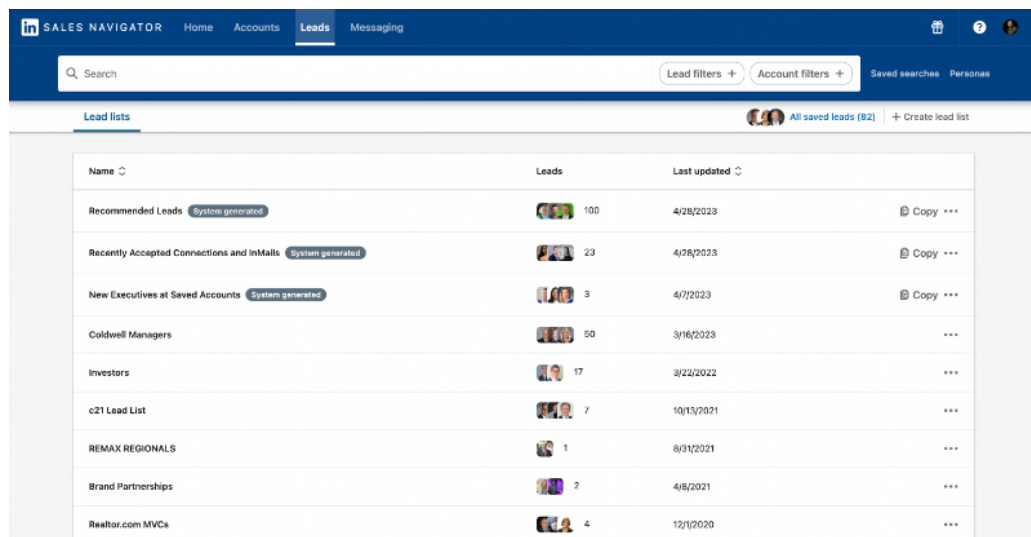 in SALES NAVIGATOR Home Accounts Leads Messaging ?
Search Lead filters + Account filters + Saved searches Personas
Lead lists All saved leads (82) + Create lead list
Name Leads Last updated
Recommended Leads System generated 100 4/28/2023 Copy ...
Recently Accepted Connections and InMails System generated 23 4/28/2023 Copy ...
New Executives at Saved Accounts System generated 3 4/7/2023 Copy ...
Coldwell Managers 50 3/16/2023 ...
Investors 17 3/22/2022 ...
c21 Lead List 7 10/13/2021 ...
REMAX REGIONALS 1 8/31/2021 ...
Brand Partnerships 2 4/8/2021 ...
Realtor.com MVCs 4 12/1/2020 ...